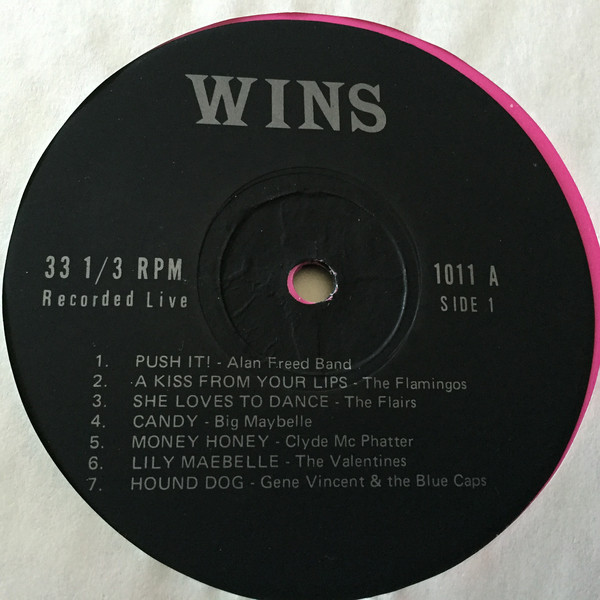 WINS
33 1/3 RPM
Recorded Live
1011 A
SIDE 1
1. PUSH IT! - Alan Freed Band
2. A KISS FROM YOUR LIPS - The Flamingos
3. SHE LOVES TO DANCE - The Flairs
4. CANDY - Big Maybelle
5. MONEY HONEY - Clyde Mc Phatter
6. LILY MAEBELLE - The Valentines
7. HOUND DOG - Gene Vincent & the Blue Caps